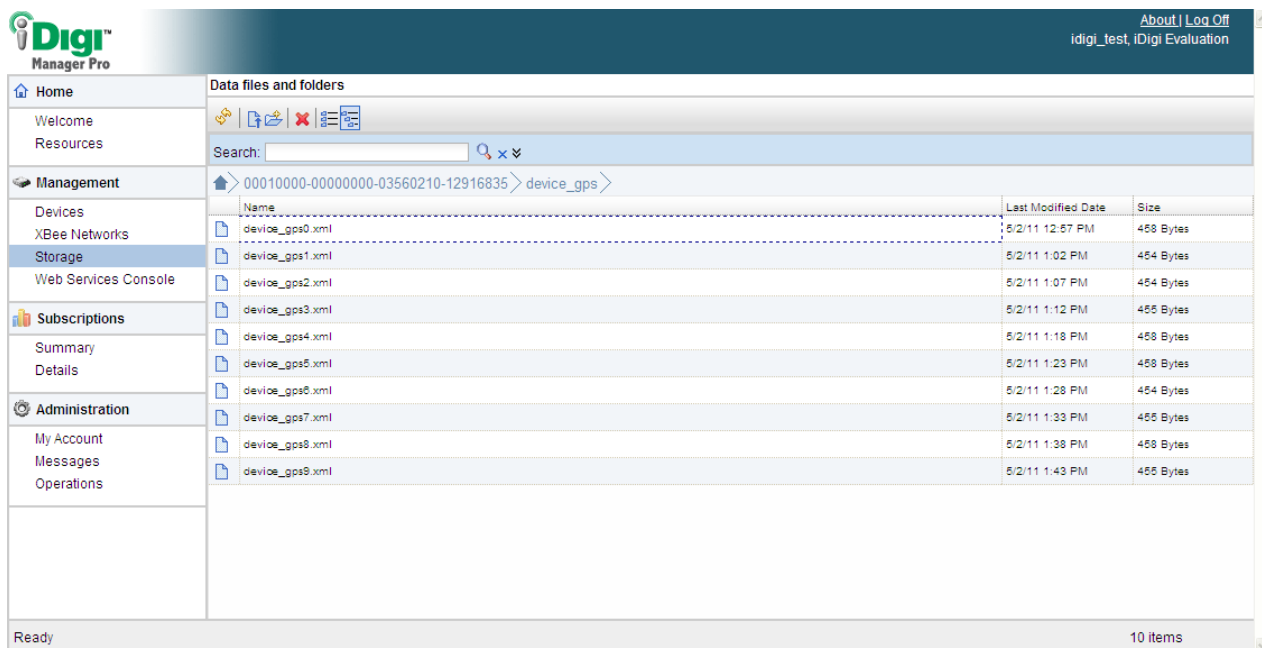 About | Log Off
iDigi™
idigi_test, iDigi Evaluation
Manager Pro
Home
Welcome
Resources
Management
Devices
XBee Networks
Storage
Web Services Console
Subscriptions
Summary
Details
Administration
My Account
Messages
Operations
Data files and folders
Search:
00010000-00000000-03560210-12916835 device_gps
Name Last Modified Date Size
device_gps0.xml 5/2/11 12:57 PM 458 Bytes
device_gps1.xml 5/2/11 1:02 PM 454 Bytes
device_gps2.xml 5/2/11 1:07 PM 454 Bytes
device_gps3.xml 5/2/11 1:12 PM 455 Bytes
device_gps4.xml 5/2/11 1:18 PM 458 Bytes
device_gps5.xml 5/2/11 1:23 PM 458 Bytes
device_gps6.xml 5/2/11 1:28 PM 454 Bytes
device_gps7.xml 5/2/11 1:33 PM 455 Bytes
device_gps8.xml 5/2/11 1:38 PM 458 Bytes
device_gps9.xml 5/2/11 1:43 PM 455 Bytes
Ready 10 items